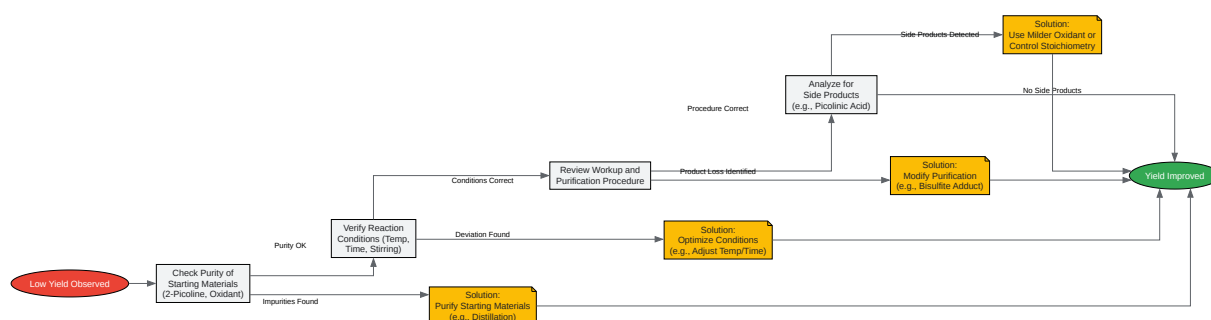 Low Yield Observed
Check Purity of
Starting Materials
(2-Picoline, Oxidant)
Purity OK
Impurities Found
Solution:
Purify Starting Materials
(e.g., Distillation)
Verify Reaction
Conditions (Temp,
Time, Stirring)
Conditions Correct
Deviation Found
Solution:
Optimize Conditions
(e.g., Adjust Temp/Time)
Review Workup and
Purification Procedure
Procedure Correct
Product Loss Identified
Solution:
Modify Purification
(e.g., Bisulfite Adduct)
Analyze for
Side Products
(e.g., Picolinic Acid)
Side Products Detected
No Side Products
Solution:
Use Milder Oxidant or
Control Stoichiometry
Yield Improved